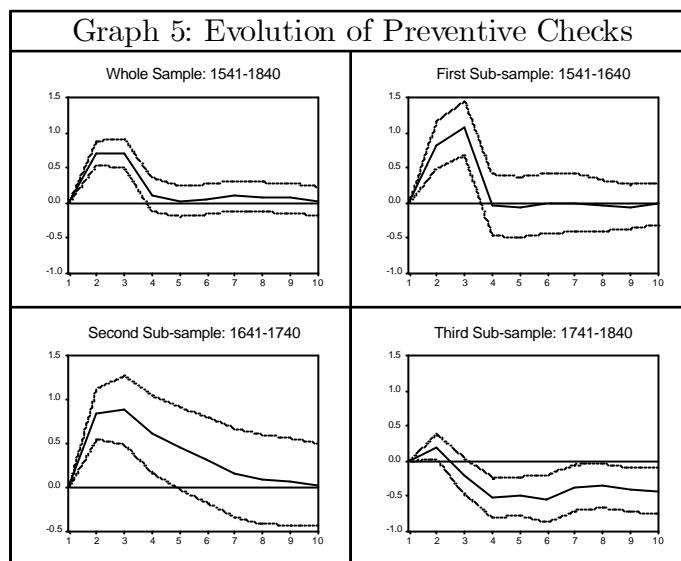 Graph 5: Evolution of Preventive Checks
Whole Sample: 1541-1840
1.5
1.0
0.5
0.0
-0.5
-1.0
1 2 3 4 5 6 7 8 9 10
First Sub-sample: 1541-1640
1.5
1.0
0.5
0.0
-0.5
-1.0
1 2 3 4 5 6 7 8 9 10
Second Sub-sample: 1641-1740
1.5
1.0
0.5
0.0
-0.5
1 2 3 4 5 6 7 8 9 10
Third Sub-sample: 1741-1840
1.5
1.0
0.5
0.0
-0.5
-1.0
1 2 3 4 5 6 7 8 9 10